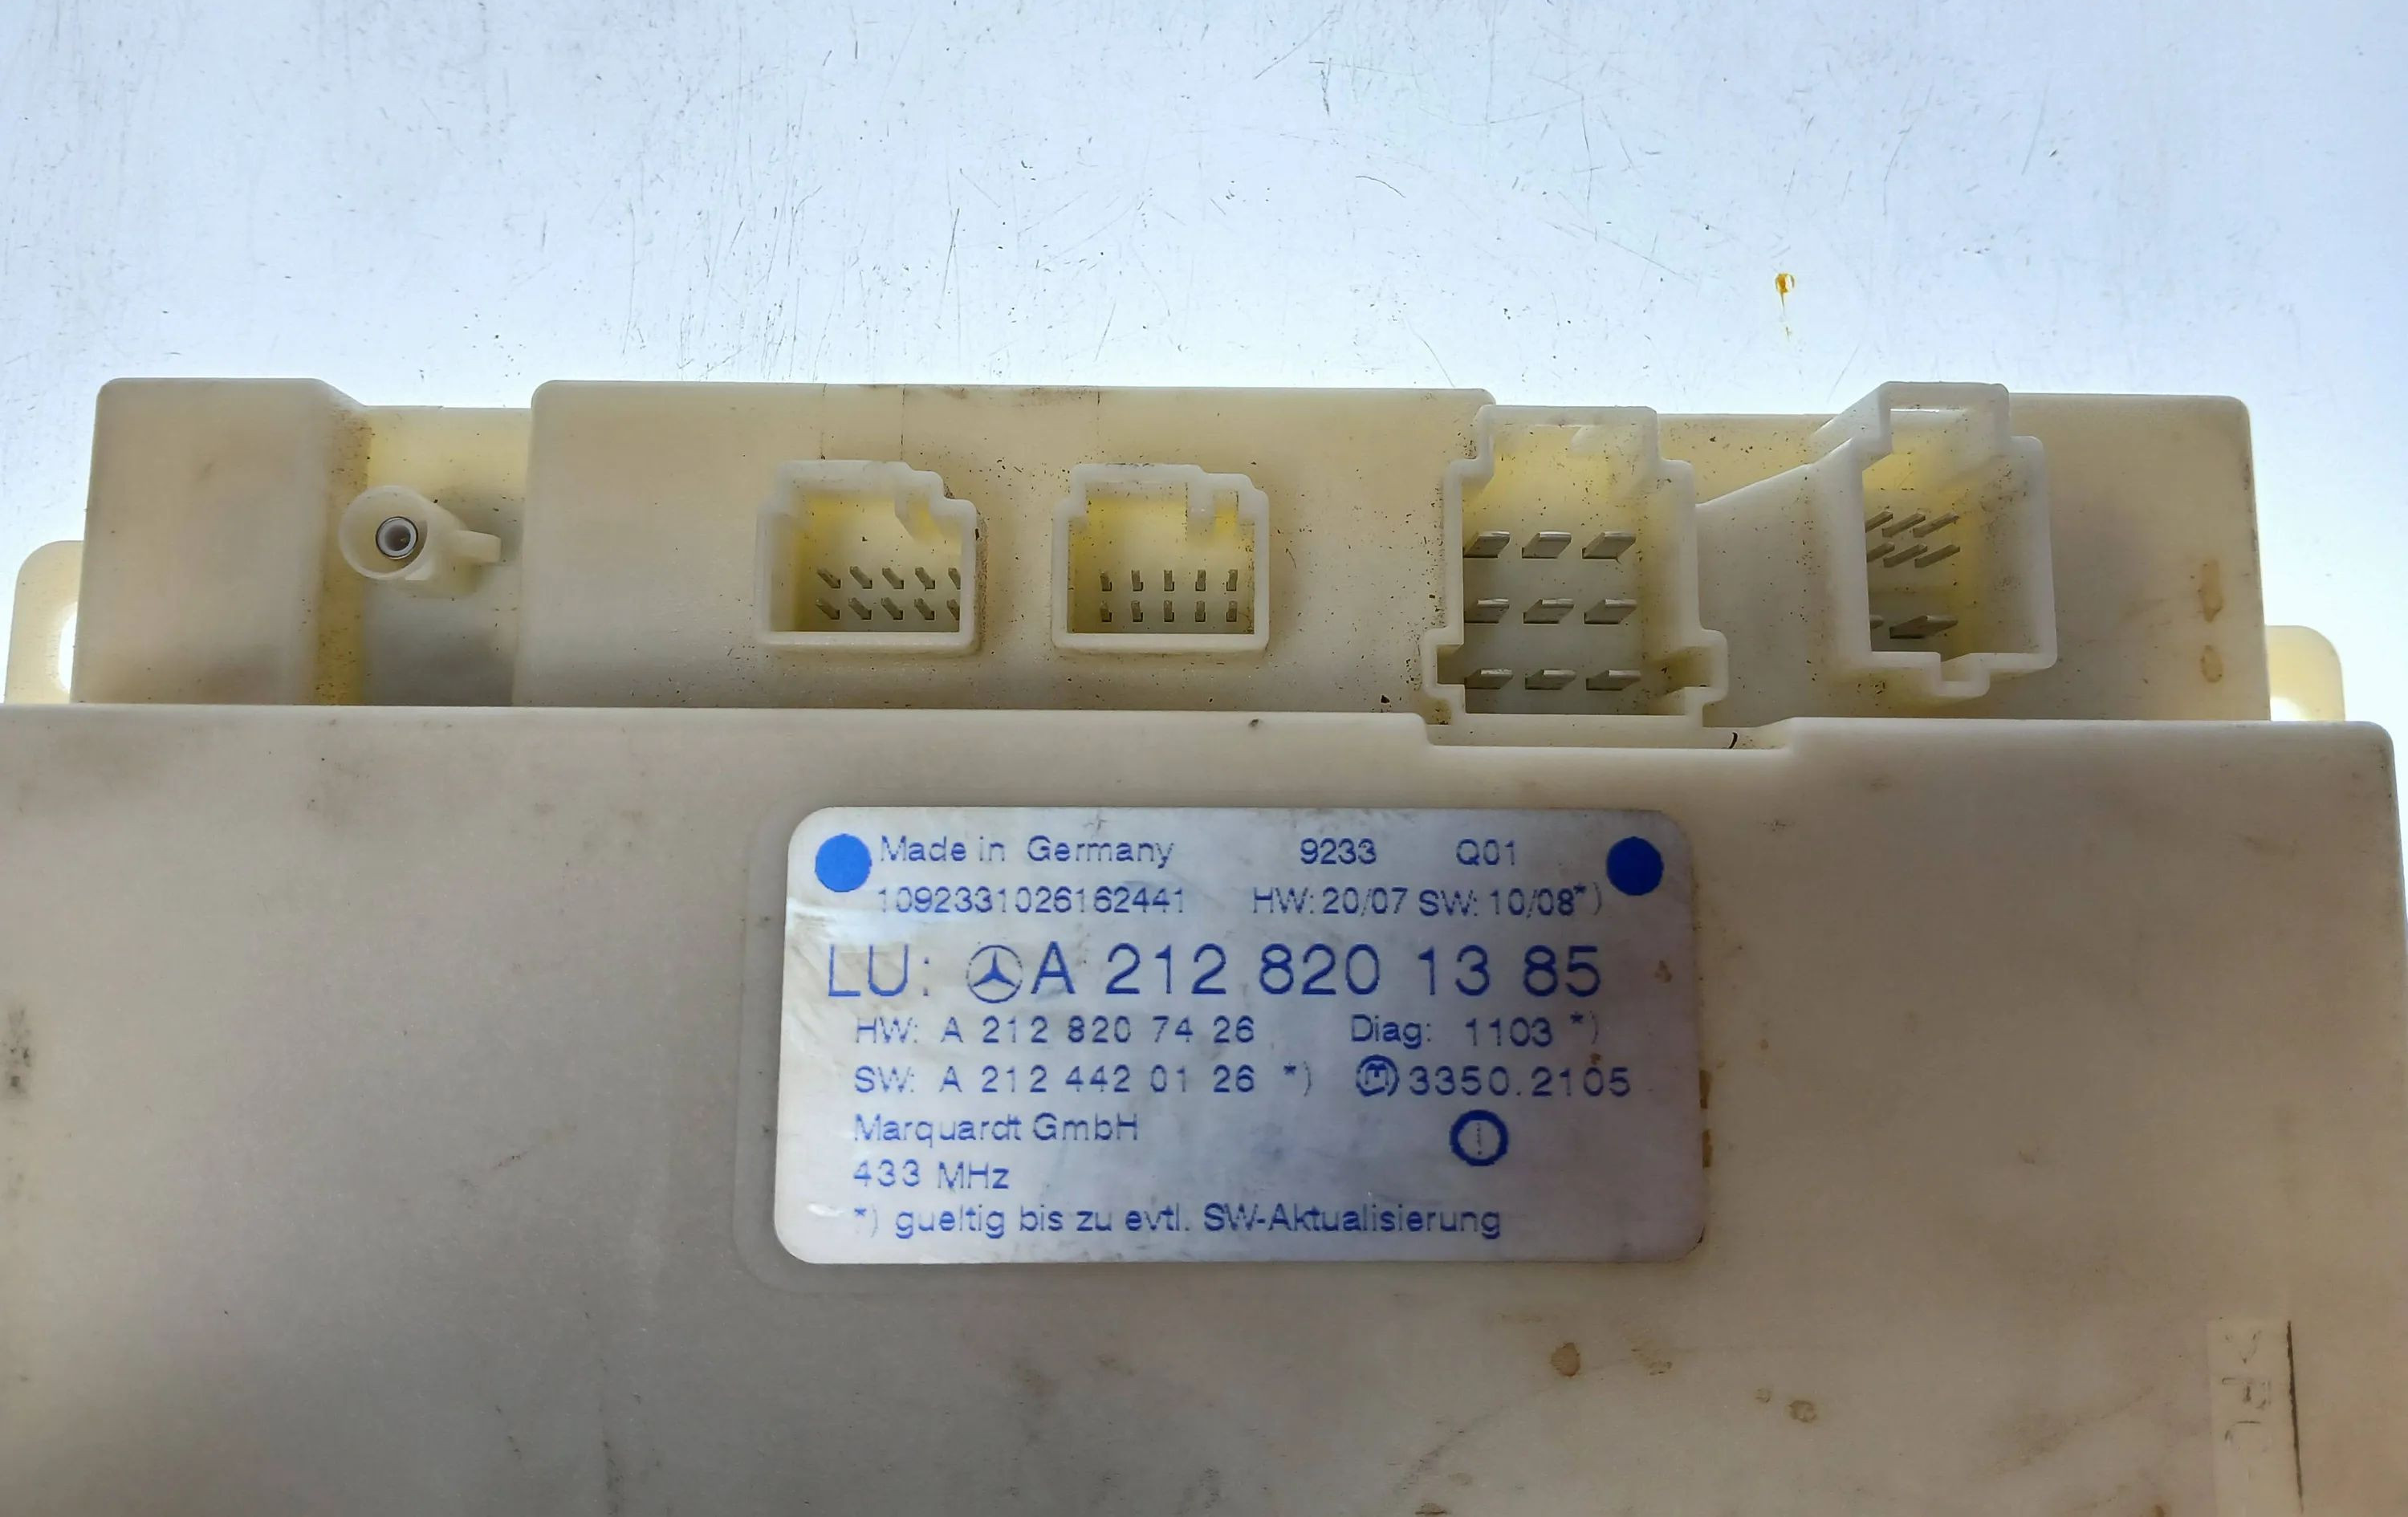 Made in Germany 9233 Q01
1092331026162441 HW: 20/07 SW: 10/08*)
LU: A 212 820 13 85
HW: A 212 820 74 26 Diag: 1103 *)
SW: A 212 442 01 26 *) M 3350.2105
Marquardt GmbH
433 MHz
*) gueltig bis zu evtl. SW-Aktualisierung